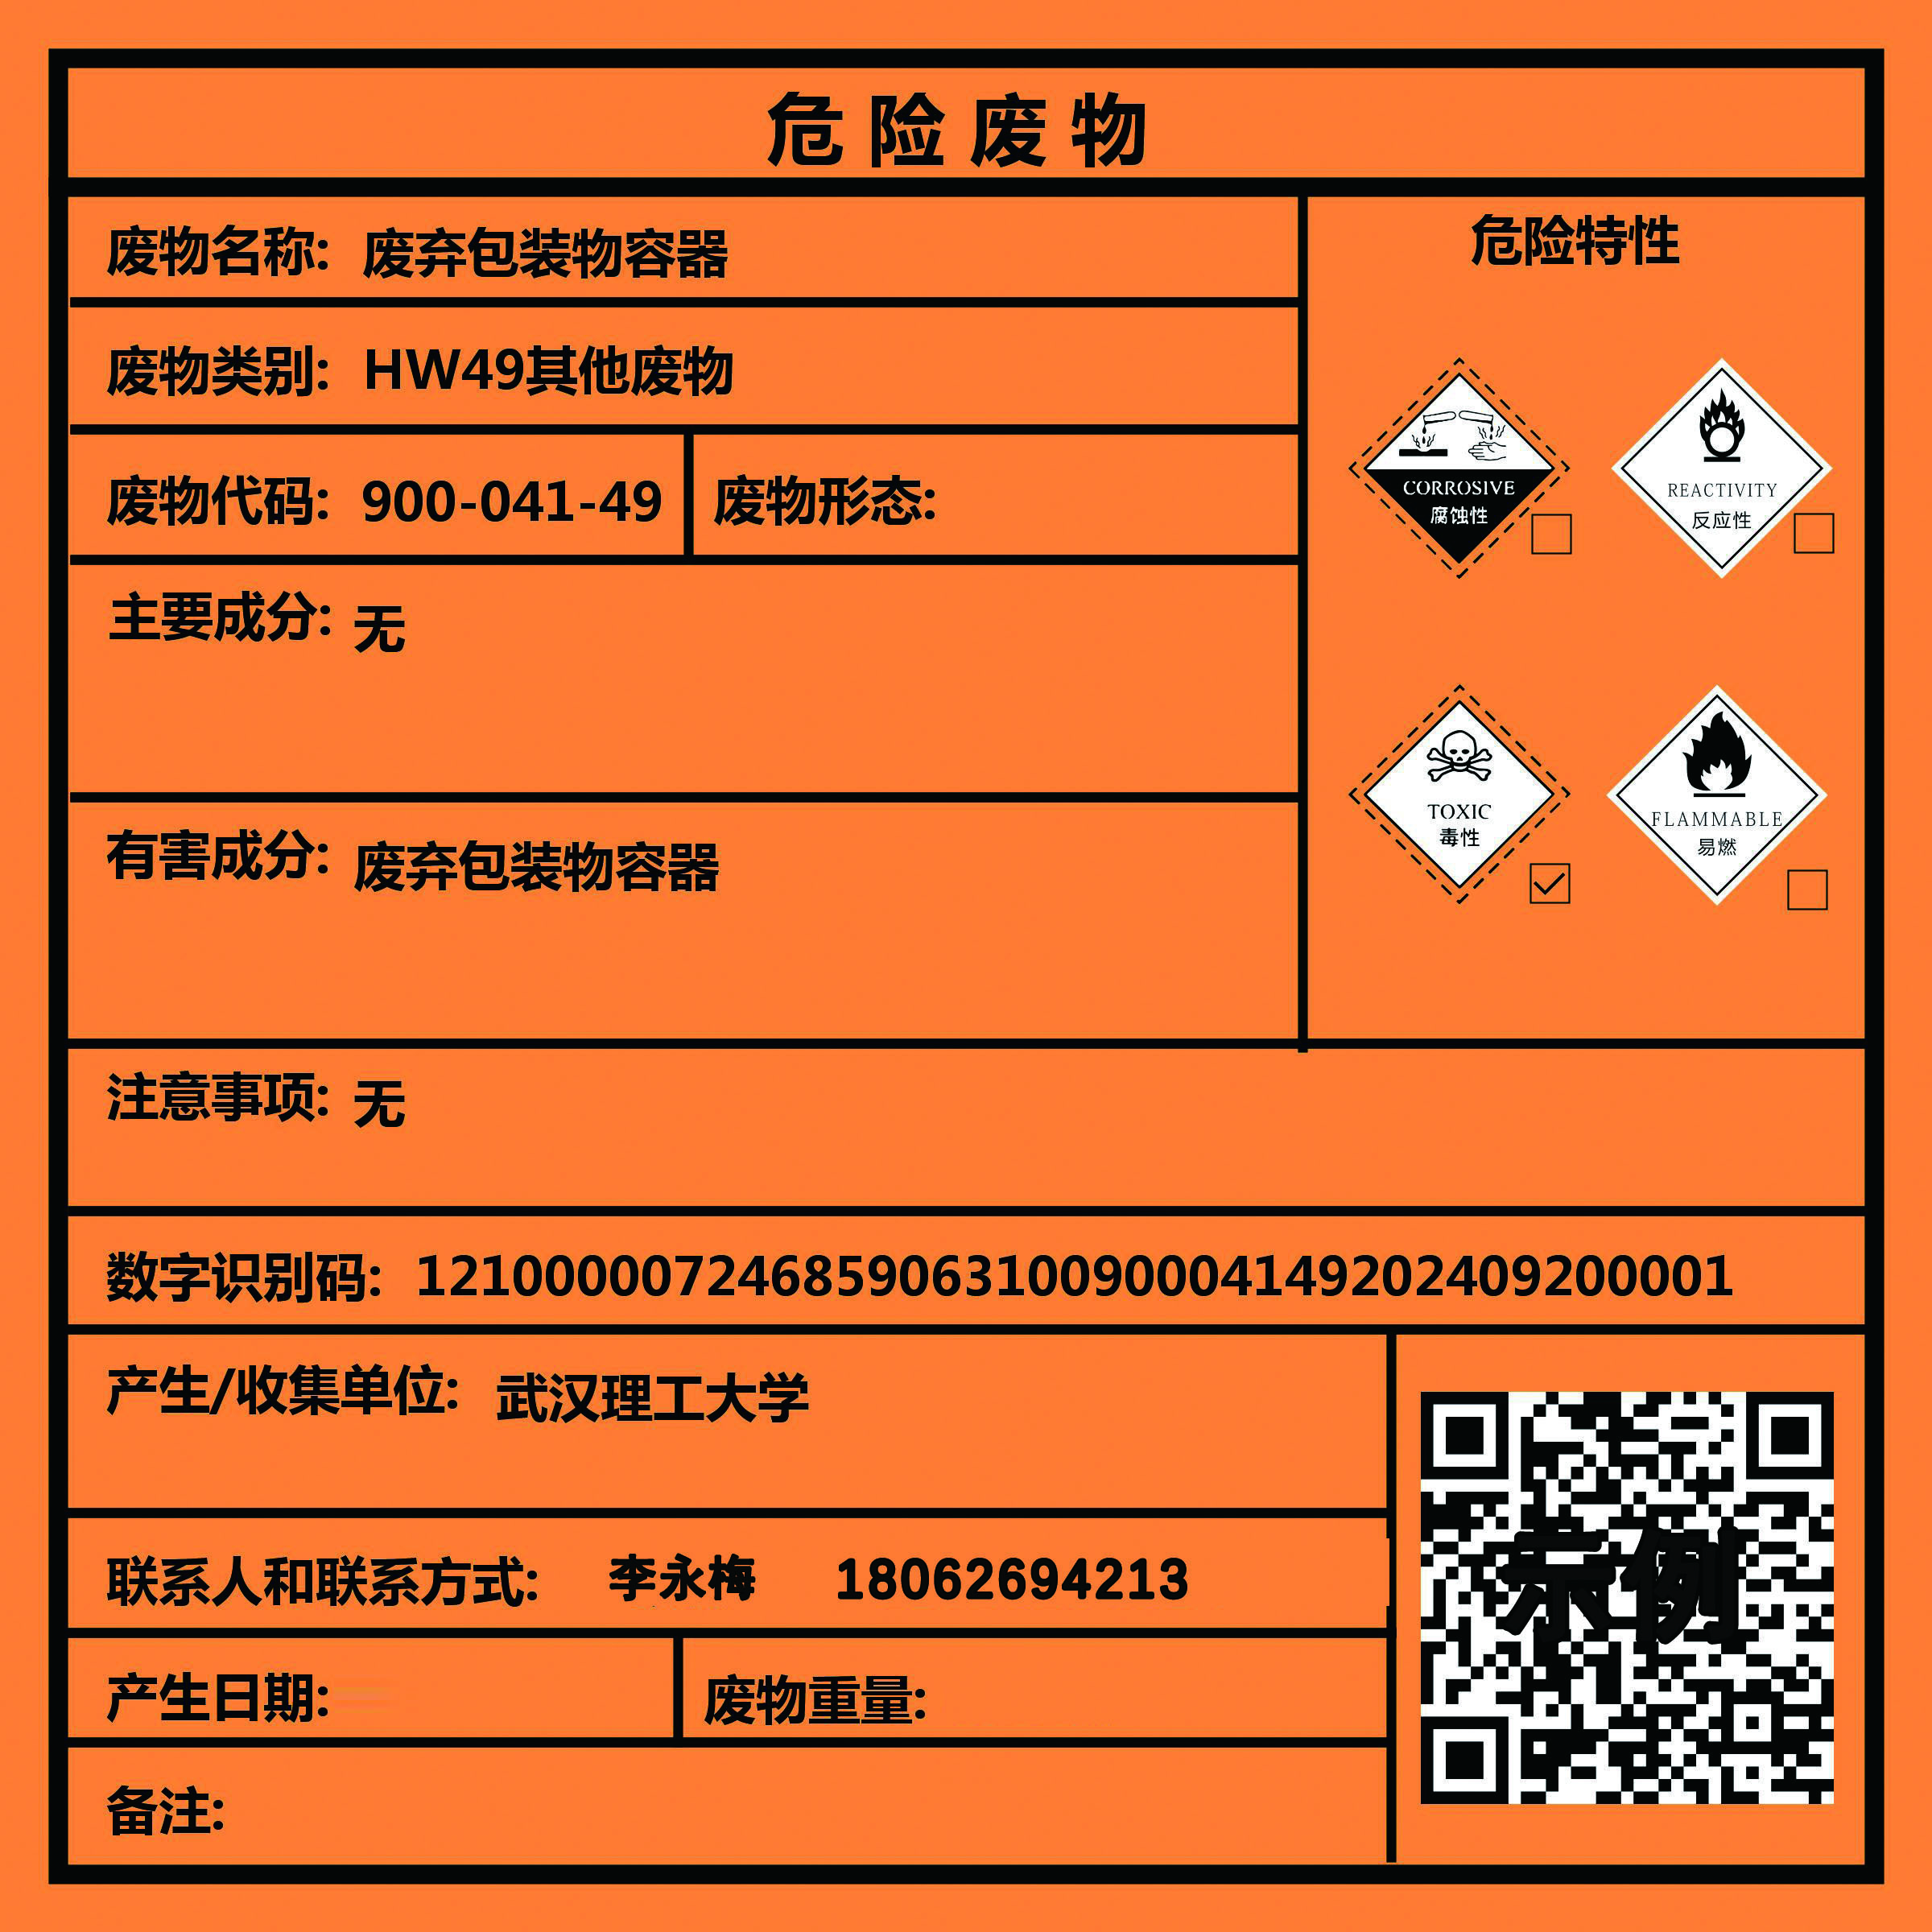 危险废物
废物名称: 废弃包装物容器
危险特性
废物类别: HW49其他废物
废物代码: 900-041-49
废物形态:
CORROSIVE
腐蚀性
REACTIVITY
反应性
主要成分: 无
TOXIC
毒性
FLAMMABLE
易燃
有害成分: 废弃包装物容器
注意事项: 无
数字识别码: 12100000724685906310090004149202409200001
产生/收集单位: 武汉理工大学
联系人和联系方式: 李永梅 18062694213
示例
产生日期:
废物重量:
备注: